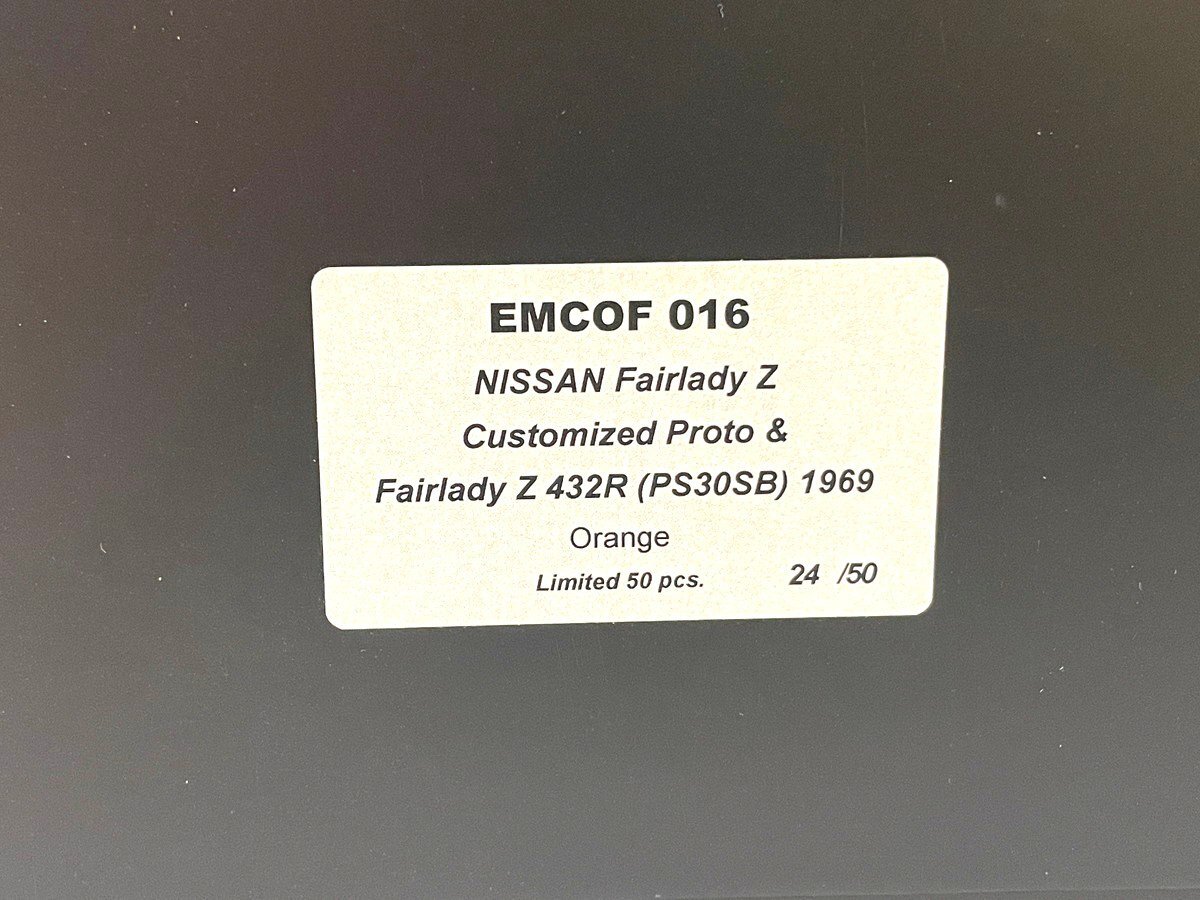 EMCOF 016
NISSAN Fairlady Z
Customized Proto &
Fairlady Z 432R (PS30SB) 1969
Orange
Limited 50 pcs. 24 /50